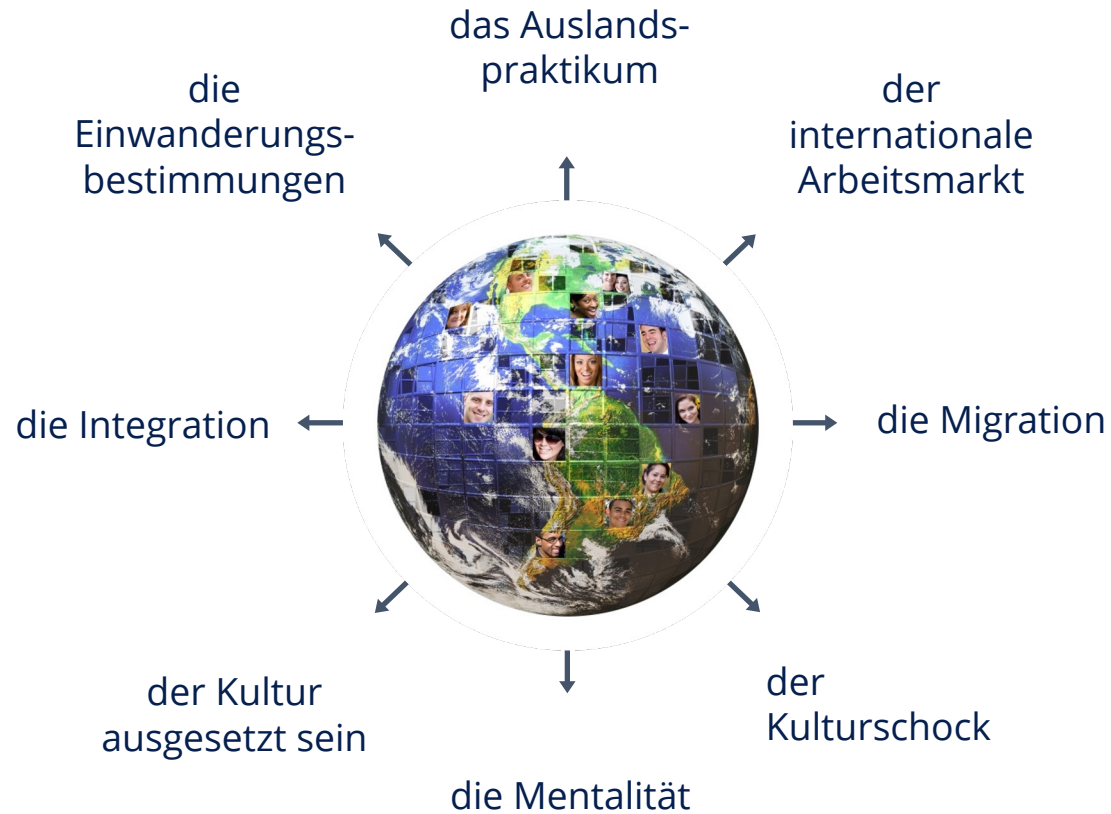 das Auslands-
praktikum
die
Einwanderungs-
bestimmungen
der
internationale
Arbeitsmarkt
die Integration
die Migration
der Kultur
ausgesetzt sein
der
Kulturschock
die Mentalität